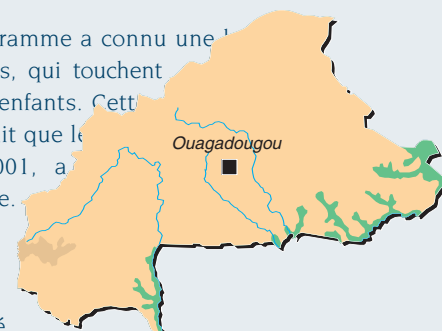 ramme a connu une
s, qui touchent
enfants. Cett
it que le
001, a
e.
Ouagadougou
é